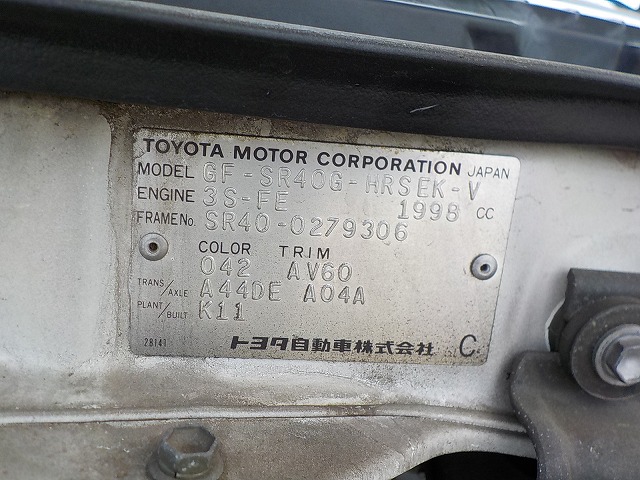 TOYOTA MOTOR CORPORATION JAPAN
MODEL GF-SR40G-HRSEK-V
ENGINE 3S-FE 1998 CC
FRAME No. SR40-0279306
COLOR TRIM
042 AV60
TRANS/AXLE A44DE A04A
PLANT/BUILT K11
28141 トヨタ自動車株式会社 C